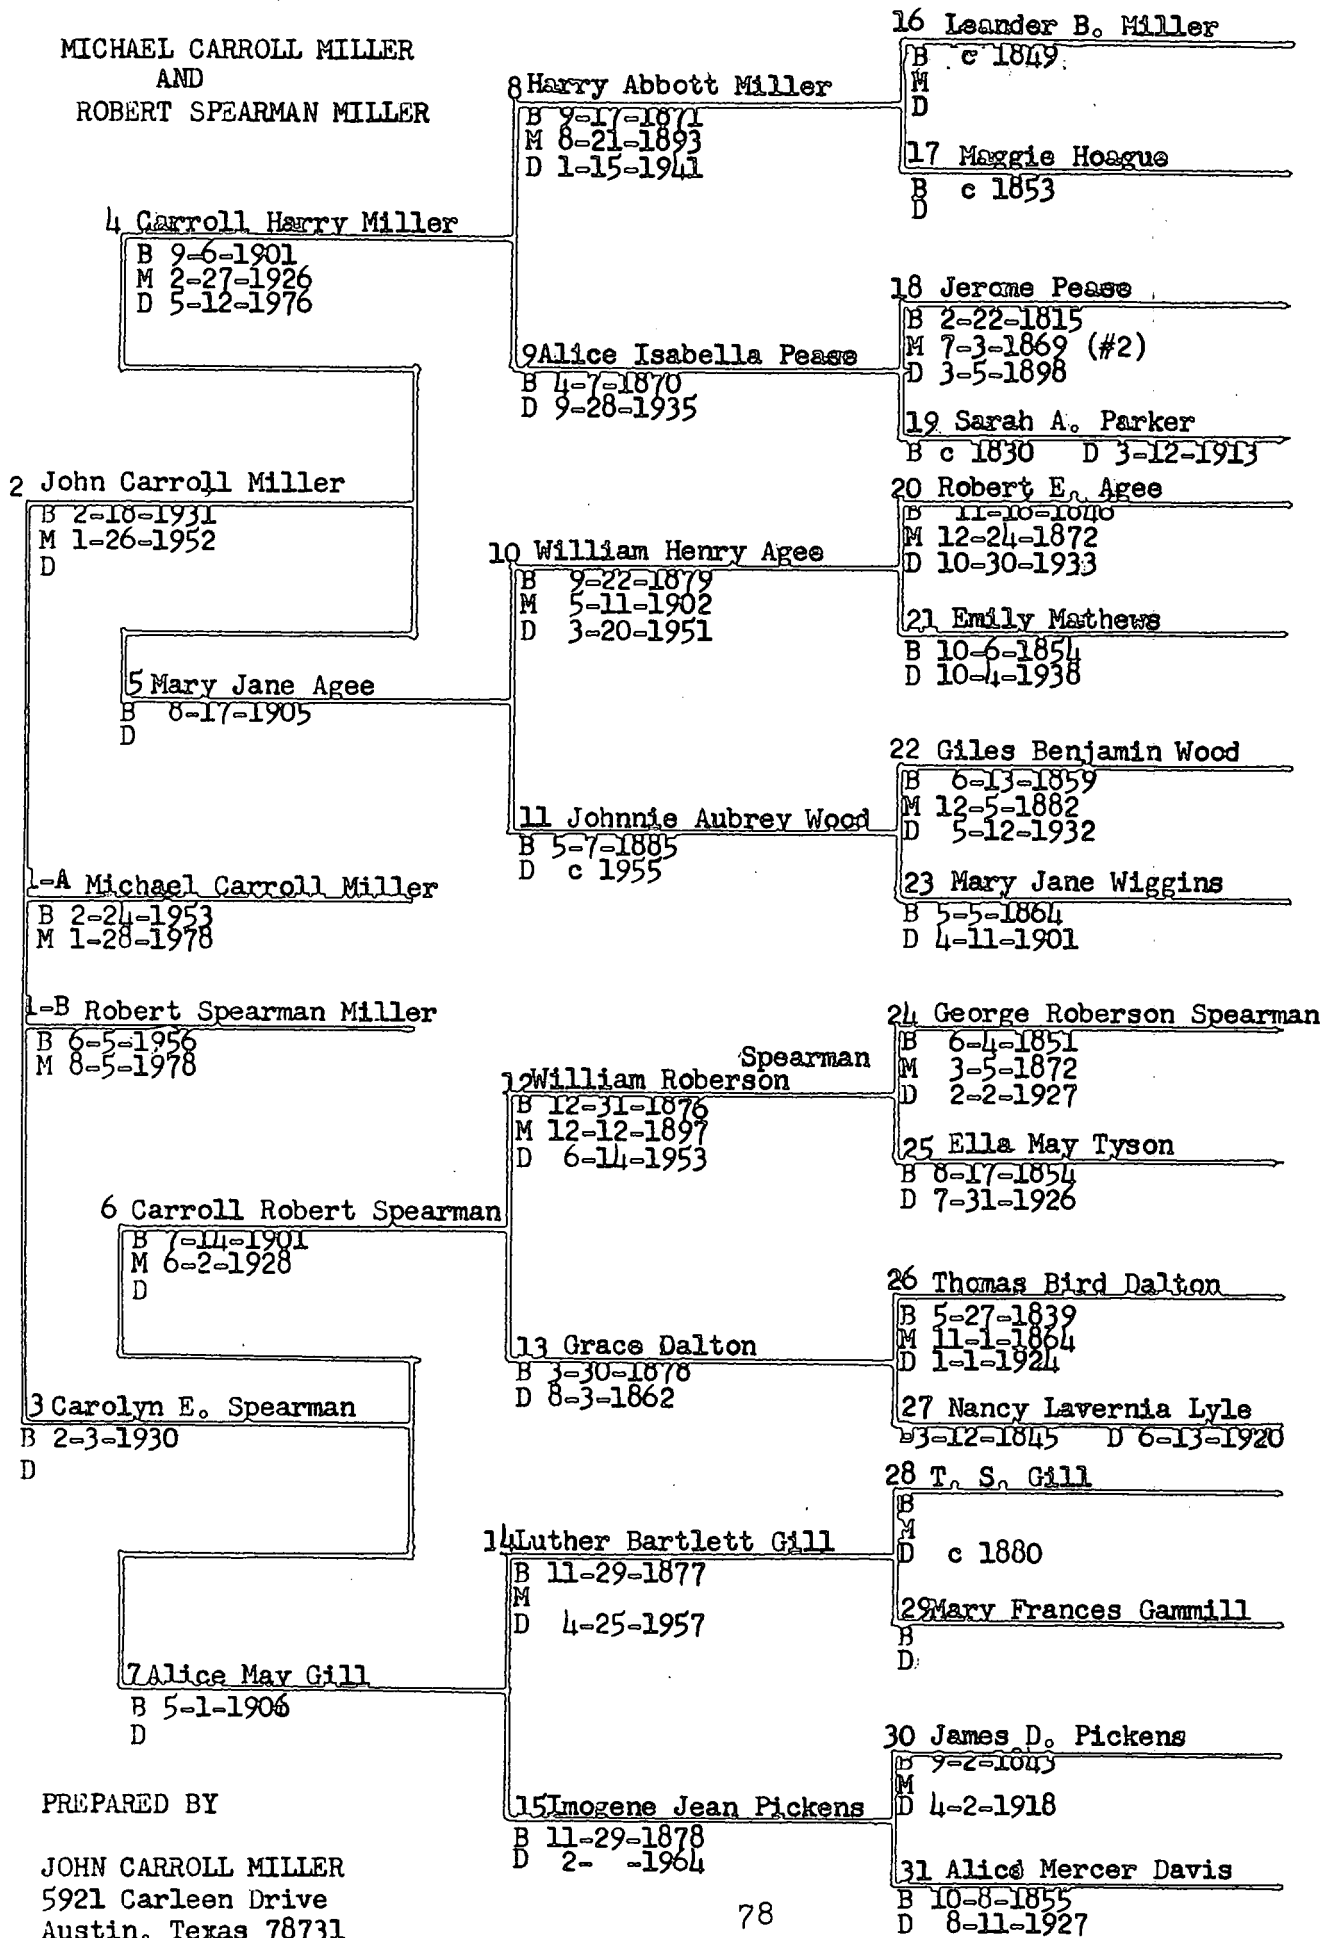 MICHAEL CARROLL MILLER
AND
ROBERT SPEARMAN MILLER
16 Leander B. Miller
B c 1849
M
D
8 Harry Abbott Miller
B 9-17-1871
M 8-21-1893
D 1-15-1941
17 Maggie Hoague
B c 1853
D
4 Carroll Harry Miller
B 9-6-1901
M 2-27-1926
D 5-12-1976
18 Jerome Pease
B 2-22-1815
M 7-3-1869 (#2)
D 3-5-1898
9 Alice Isabella Pease
B 4-7-1870
D 9-28-1935
19 Sarah A. Parker
B c 1830 D 3-12-1913
2 John Carroll Miller
B 2-18-1931
M 1-26-1952
D
20 Robert E. Agee
B 11-18-1848
M 12-24-1872
D 10-30-1933
10 William Henry Agee
B 9-22-1879
M 5-11-1902
D 3-20-1951
21 Emily Mathews
B 10-6-1854
D 10-4-1938
5 Mary Jane Agee
B 8-17-1905
D
22 Giles Benjamin Wood
B 6-13-1859
M 12-5-1882
D 5-12-1932
11 Johnnie Aubrey Wood
B 5-7-1885
D c 1955
23 Mary Jane Wiggins
B 5-5-1864
D 4-11-1901
1-A Michael Carroll Miller
B 2-24-1953
M 1-28-1978
1-B Robert Spearman Miller
B 6-5-1956
M 8-5-1978
24 George Roberson Spearman
B 6-4-1851
M 3-5-1872
D 2-2-1927
Spearman
12 William Roberson
B 12-31-1876
M 12-12-1897
D 6-14-1953
25 Ella May Tyson
B 8-17-1854
D 7-31-1926
6 Carroll Robert Spearman
B 7-14-1901
M 6-2-1928
D
26 Thomas Bird Dalton
B 5-27-1839
M 11-1-1864
D 1-1-1924
13 Grace Dalton
B 3-30-1878
D 8-3-1862
27 Nancy Lavernia Lyle
B 3-12-1845 D 6-13-1920
3 Carolyn E. Spearman
B 2-3-1930
D
28 T. S. Gill
B
M
D c 1880
14 Luther Bartlett Gill
B 11-29-1877
M
D 4-25-1957
29 Mary Frances Gammill
B
D
7 Alice May Gill
B 5-1-1906
D
30 James D. Pickens
B 9-2-1843
M
D 4-2-1918
15 Imogene Jean Pickens
B 11-29-1878
D 2- -1964
31 Alice Mercer Davis
B 10-8-1855
D 8-11-1927
PREPARED BY
JOHN CARROLL MILLER
5921 Carleen Drive
Austin, Texas 78731
78